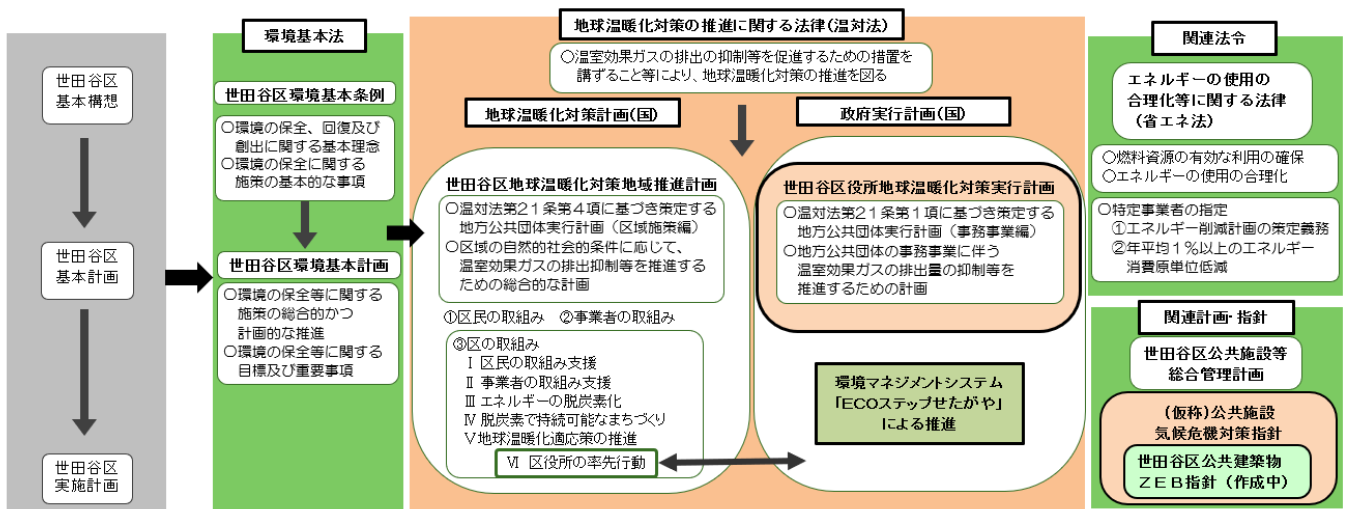 世田谷区
基本構想
世田谷区
基本計画
世田谷区
実施計画
環境基本法
世田谷区環境基本条例
〇環境の保全、回復及び
創出に関する基本理念
〇環境の保全に関する
施策の基本的な事項
世田谷区環境基本計画
〇環境の保全等に関する
施策の総合的かつ
計画的な推進
〇環境の保全等に関する
目標及び重要事項
地球温暖化対策の推進に関する法律(温対法)
〇温室効果ガスの排出の抑制等を促進するための措置を
講ずること等により、地球温暖化対策の推進を図る
地球温暖化対策計画(国)
世田谷区地球温暖化対策地域推進計画
〇温対法第21条第4項に基づき策定する
地方公共団体実行計画(区域施策編)
〇区域の自然的社会的条件に応じて、
温室効果ガスの排出抑制等を推進する
ための総合的な計画
①区民の取組み ②事業者の取組み
③区の取組み
Ⅰ 区民の取組み支援
Ⅱ 事業者の取組み支援
Ⅲ エネルギーの脱炭素化
Ⅳ 脱炭素で持続可能なまちづくり
Ⅴ地球温暖化適応策の推進
Ⅵ 区役所の率先行動
政府実行計画(国)
世田谷区役所地球温暖化対策実行計画
〇温対法第21条第1項に基づき策定する
地方公共団体実行計画(事務事業編)
〇地方公共団体の事務事業に伴う
温室効果ガスの排出量の抑制等を
推進するための計画
環境マネジメントシステム
「ECOステップせたがや」
による推進
関連法令
エネルギーの使用の
合理化等に関する法律
(省エネ法)
〇燃料資源の有効な利用の確保
〇エネルギーの使用の合理化
〇特定事業者の指定
①エネルギー削減計画の策定義務
②年平均1%以上のエネルギー
消費原単位低減
関連計画・指針
世田谷区公共施設等
総合管理計画
(仮称)公共施設
気候危機対策指針
世田谷区公共建築物
ZEB指針(作成中)